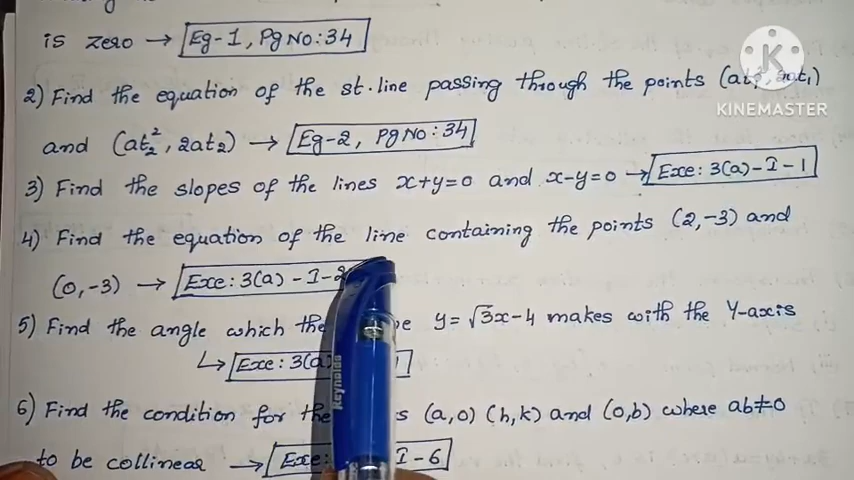 is zero → Eg-1, Pg No: 34
2) Find the equation of the st. line passing through the points (at₁², 2at₁)
and (at₂², 2at₂) → Eg-2, Pg No: 34
3) Find the slopes of the lines x+y=0 and x-y=0 → Exe: 3(a) - I - 1
4) Find the equation of the line containing the points (2, -3) and
(0, -3) → Exe: 3(a) - I - 2
5) Find the angle which the y = √3x-4 makes with the Y-axis
↳ Exe: 3(a)
6) Find the condition for the (a,0) (h,k) and (0,b) where ab≠0
to be collinear → Exe: I - 6
KINEMASTER
Reynolds